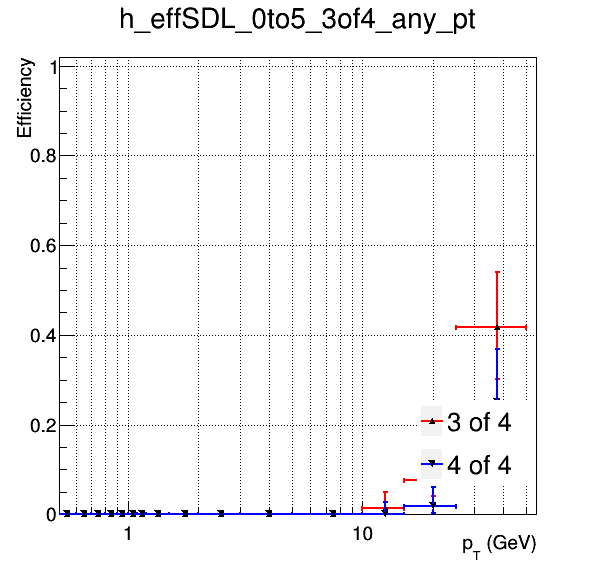 h_effSDL_0to5_3of4_any_pt
Efficiency
1
0.8
0.6
0.4
0.2
0
3 of 4
4 of 4
1
10
p_T (GeV)